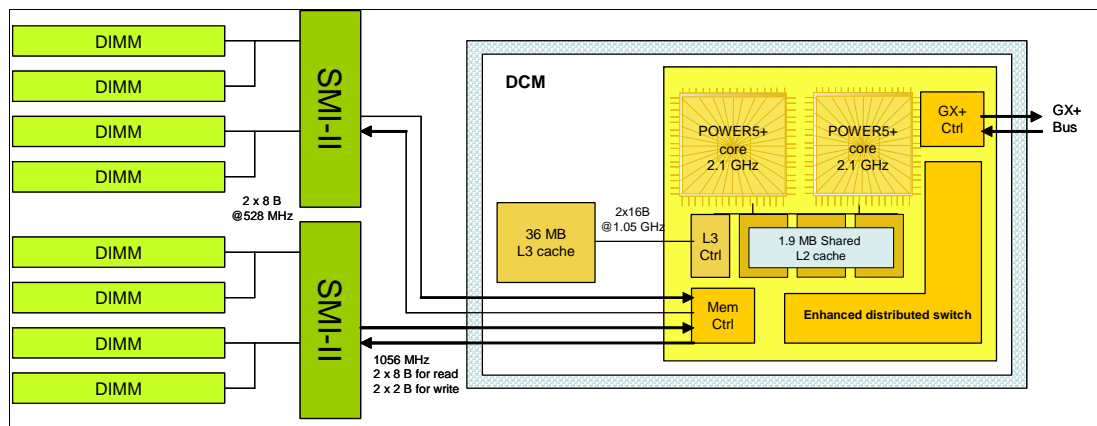 DIMM
DIMM
DIMM
DIMM
SMI-II
2 x 8 B
@528 MHz
DIMM
DIMM
DIMM
DIMM
SMI-II
1056 MHz
2 x 8 B for read
2 x 2 B for write
DCM
POWER5+
core
2.1 GHz
POWER5+
core
2.1 GHz
GX+
Ctrl
GX+
Bus
36 MB
L3 cache
2x16B
@1.05 GHz
L3
Ctrl
1.9 MB Shared
L2 cache
Mem
Ctrl
Enhanced distributed switch